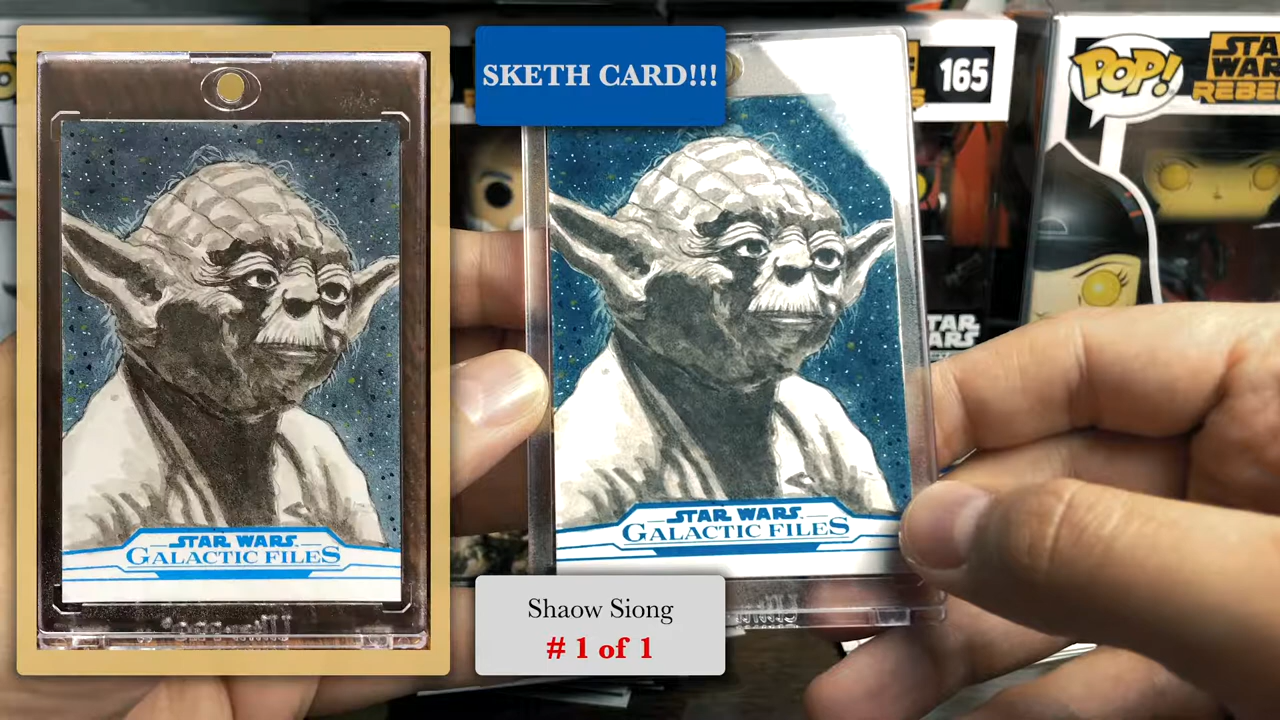 SKETH CARD!!!
STAR WARS
GALACTIC FILES
STAR WARS
GALACTIC FILES
Shaow Siong
# 1 of 1
165
POP!
STAR
WARS